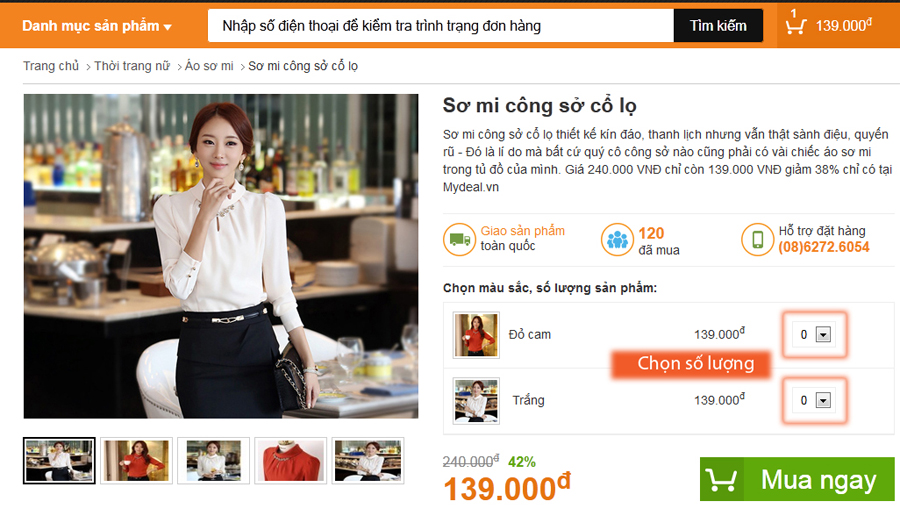 Danh mục sản phẩm
Nhập số điện thoại để kiểm tra trình trạng đơn hàng
Tìm kiếm
1
139.000đ
Trang chủ > Thời trang nữ > Áo sơ mi > Sơ mi công sở cổ lọ
Sơ mi công sở cổ lọ
Sơ mi công sở cổ lọ thiết kế kín đáo, thanh lịch nhưng vẫn thật sành điệu, quyến
rũ - Đó là lí do mà bất cứ quý cô công sở nào cũng phải có vài chiếc áo sơ mi
trong tủ đồ của mình. Giá 240.000 VNĐ chỉ còn 139.000 VNĐ giảm 38% chỉ có tại
Mydeal.vn
Giao sản phẩm
toàn quốc
120
đã mua
Hỗ trợ đặt hàng
(08)6272.6054
Chọn màu sắc, số lượng sản phẩm:
Đỏ cam
139.000đ
0
Chọn số lượng
Trắng
139.000đ
0
240.000đ 42%
139.000đ
Mua ngay